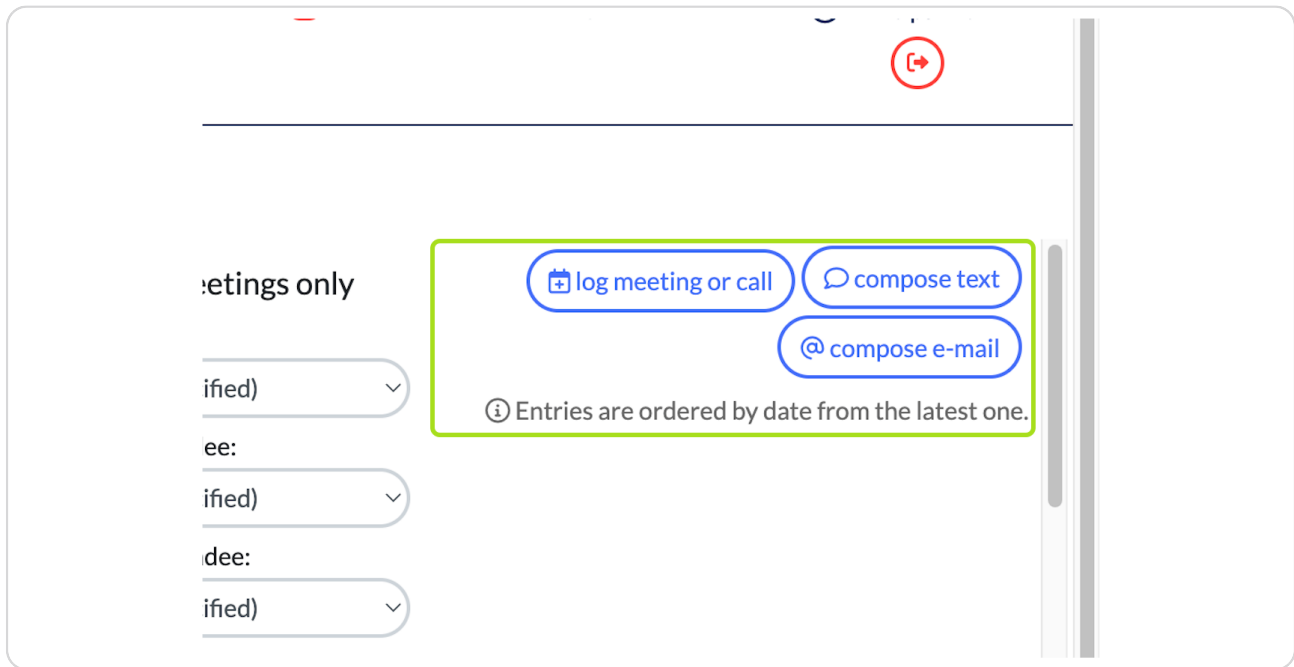 eetings only
log meeting or call
compose text
compose e-mail
ified)
Entries are ordered by date from the latest one.
ee:
ified)
dee:
ified)